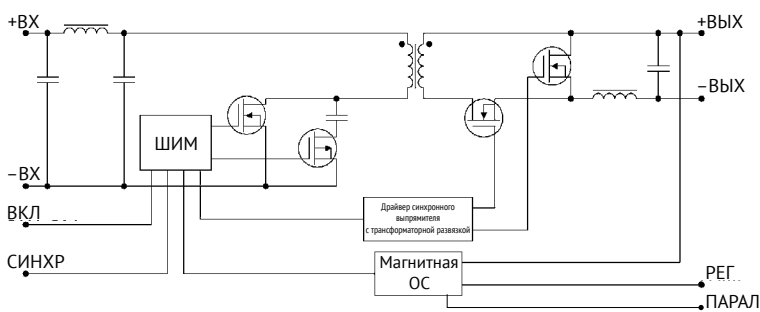 +ВХ
+ВЫХ
−ВЫХ
ШИМ
−ВХ
ВКЛ
Драйвер синхронного
выпрямителя
с трансформаторной развязкой
СИНХР
Магнитная
ОС
РЕГ
ПАРАЛ